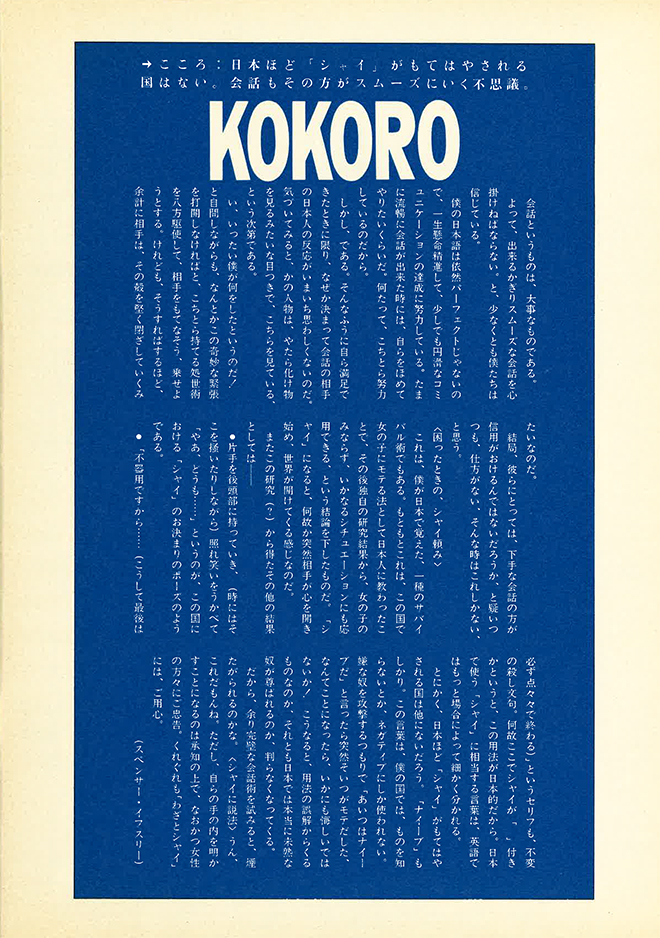 →こころ：日本ほど「シャイ」がもてはやされる
国はない。会話もその方がスムーズにいく不思議。
KOKORO
会話というものは、大事なものである。
よって、出来るかぎりスムーズな会話を心
掛けねばならない。と、少なくとも僕たちは
信じている。
僕の日本語は依然パーフェクトじゃないの
で、一生懸命精進して、少しでも円滑なコミ
ュニケーションの達成に努力している。たま
に流暢に会話が出来た時には、自らをほめて
やりたいくらいだ。何たって、こちとら努力
しているのだから。
しかし、である。そんなふうに自ら満足で
きたときに限り、なぜか決まって会話の相手
の日本人の反応がいまいち思わしくないのだ。
気づいてみると、かの人物は、やたら化け物
を見るみたいな目つきで、こちらを見ている、
という次第である。
い、いったい僕が何をしたというのだ！
と自問しながらも、なんとかこの奇妙な緊張
を打開しなければと、こちとら持てる処世術
を八方駆使して、相手をもてなそう、乗せよ
うとする。けれども、そうすればするほど、
余計に相手は、その殻を堅く閉ざしていくみ
たいなのだ。
結局、彼らにとっては、下手な会話の方が
信用がおけるんではないだろうか、と疑いつ
つも、仕方がない、そんな時はこれしかない、
と思う。
〈困ったときの、シャイ頼み〉
これは、僕が日本で覚えた、一種のサバイ
バル術でもある。もともとこれは、この国で
女の子にモテる法として日本人に教わったこ
とで、その後独自の研究結果から、女の子の
みならず、いかなるシチュエーションにも応
用できる、という結論を下したものだ。「シ
ャイ」になると、何故か突然相手が心を開き
始め、世界が開けてくる感じなのだ。
またこの研究（？）から得たその他の結果
としては——
●片手を後頭部に持っていき、（時にはそ
こを掻いたりしながら）照れ笑いをうかべて
「やあ、どうも……」というのが、この国に
おける「シャイ」のお決まりのポーズのよう
である。
●「不器用ですから……（こうして最後は
必ず点々々で終わる）」というセリフも、不変
の殺し文句。何故ここでシャイが、「」付き
かというと、この用法が日本的だから。日本
で使う「シャイ」に相当する言葉は、英語で
はもっと場合によって細かく分かれる。
とにかく、日本ほど「シャイ」がもてはや
される国は他にないだろう。「ナイーブ」も
しかり。この言葉は、僕の国では、ものを知
らないとか、ネガティブにしか使われない。
嫌な奴を攻撃するつもりで「あいつはナイー
ブだ」と言ったら突然そいつがモテだした、
なんてことになったら、いかにも悔しいでは
ないか！　こうなると、用法の誤解からくる
ものなのか、それとも日本では本当に未熟な
奴が尊ばれるのか、判らなくなってくる。
だから、余り完璧な会話術を試みると、煙
たがられるのかな。〈シャイに説法〉うん、
これだもんね。ただし、自らの手の内を明か
すことになるのは承知の上で、なおかつ女性
の方々にご忠告、くれぐれも「わざとシャイ」
には、ご用心。
（スペンサー・イフスリー）